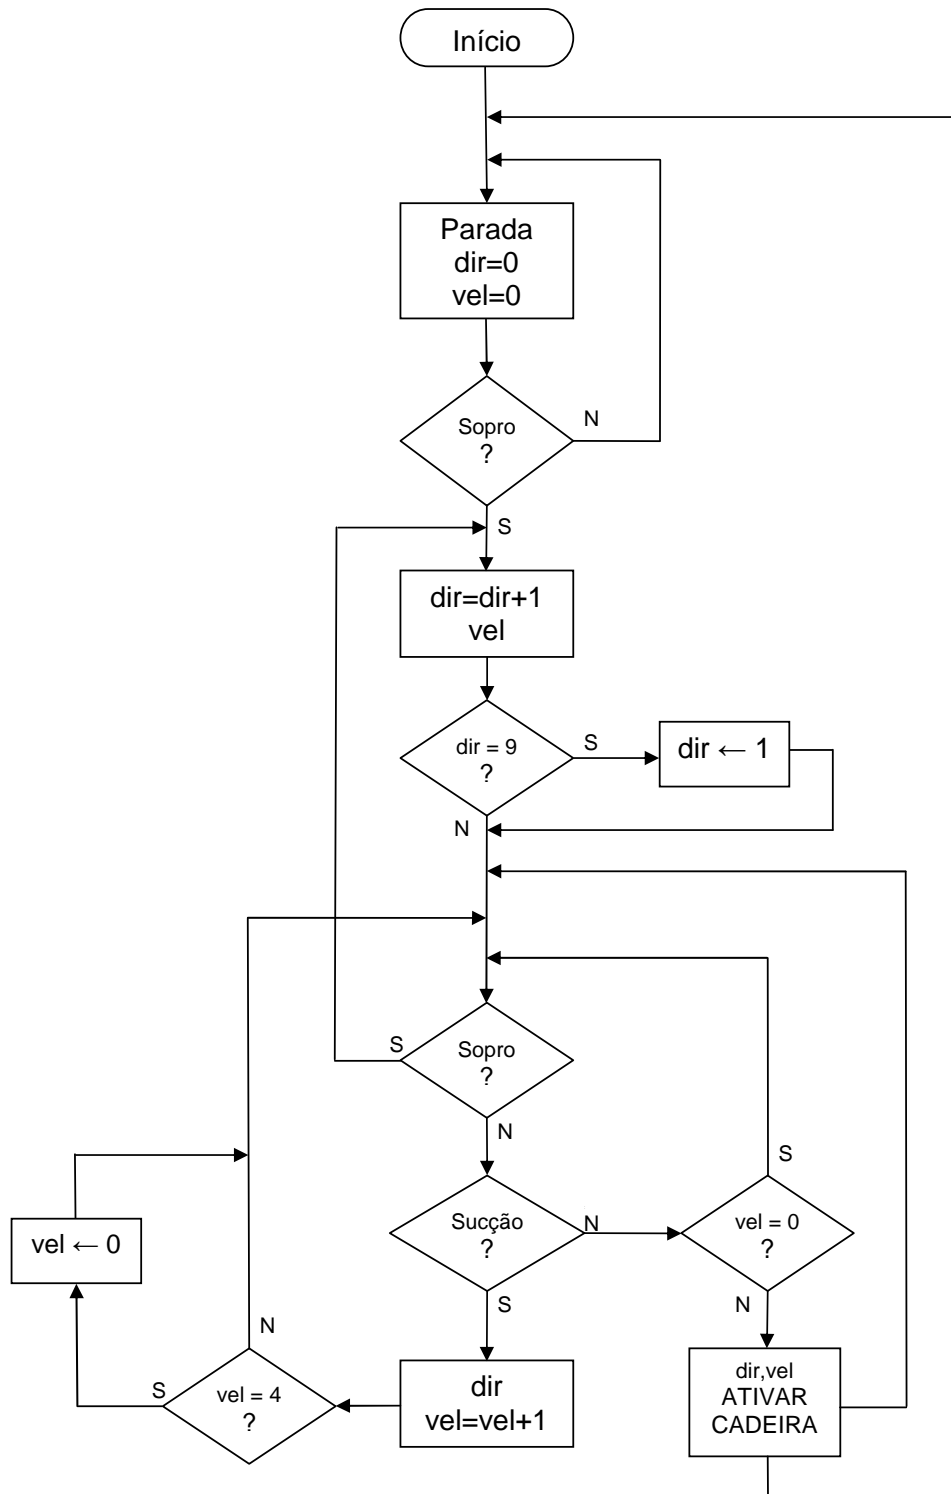 Início
Parada
dir=0
vel=0
Sopro
?
N
S
dir=dir+1
vel
dir = 9
?
S
dir ← 1
N
S
Sopro
?
N
S
Sucção
?
N
vel = 0
?
vel ← 0
S
N
N
S
vel = 4
?
dir
vel=vel+1
dir,vel
ATIVAR
CADEIRA